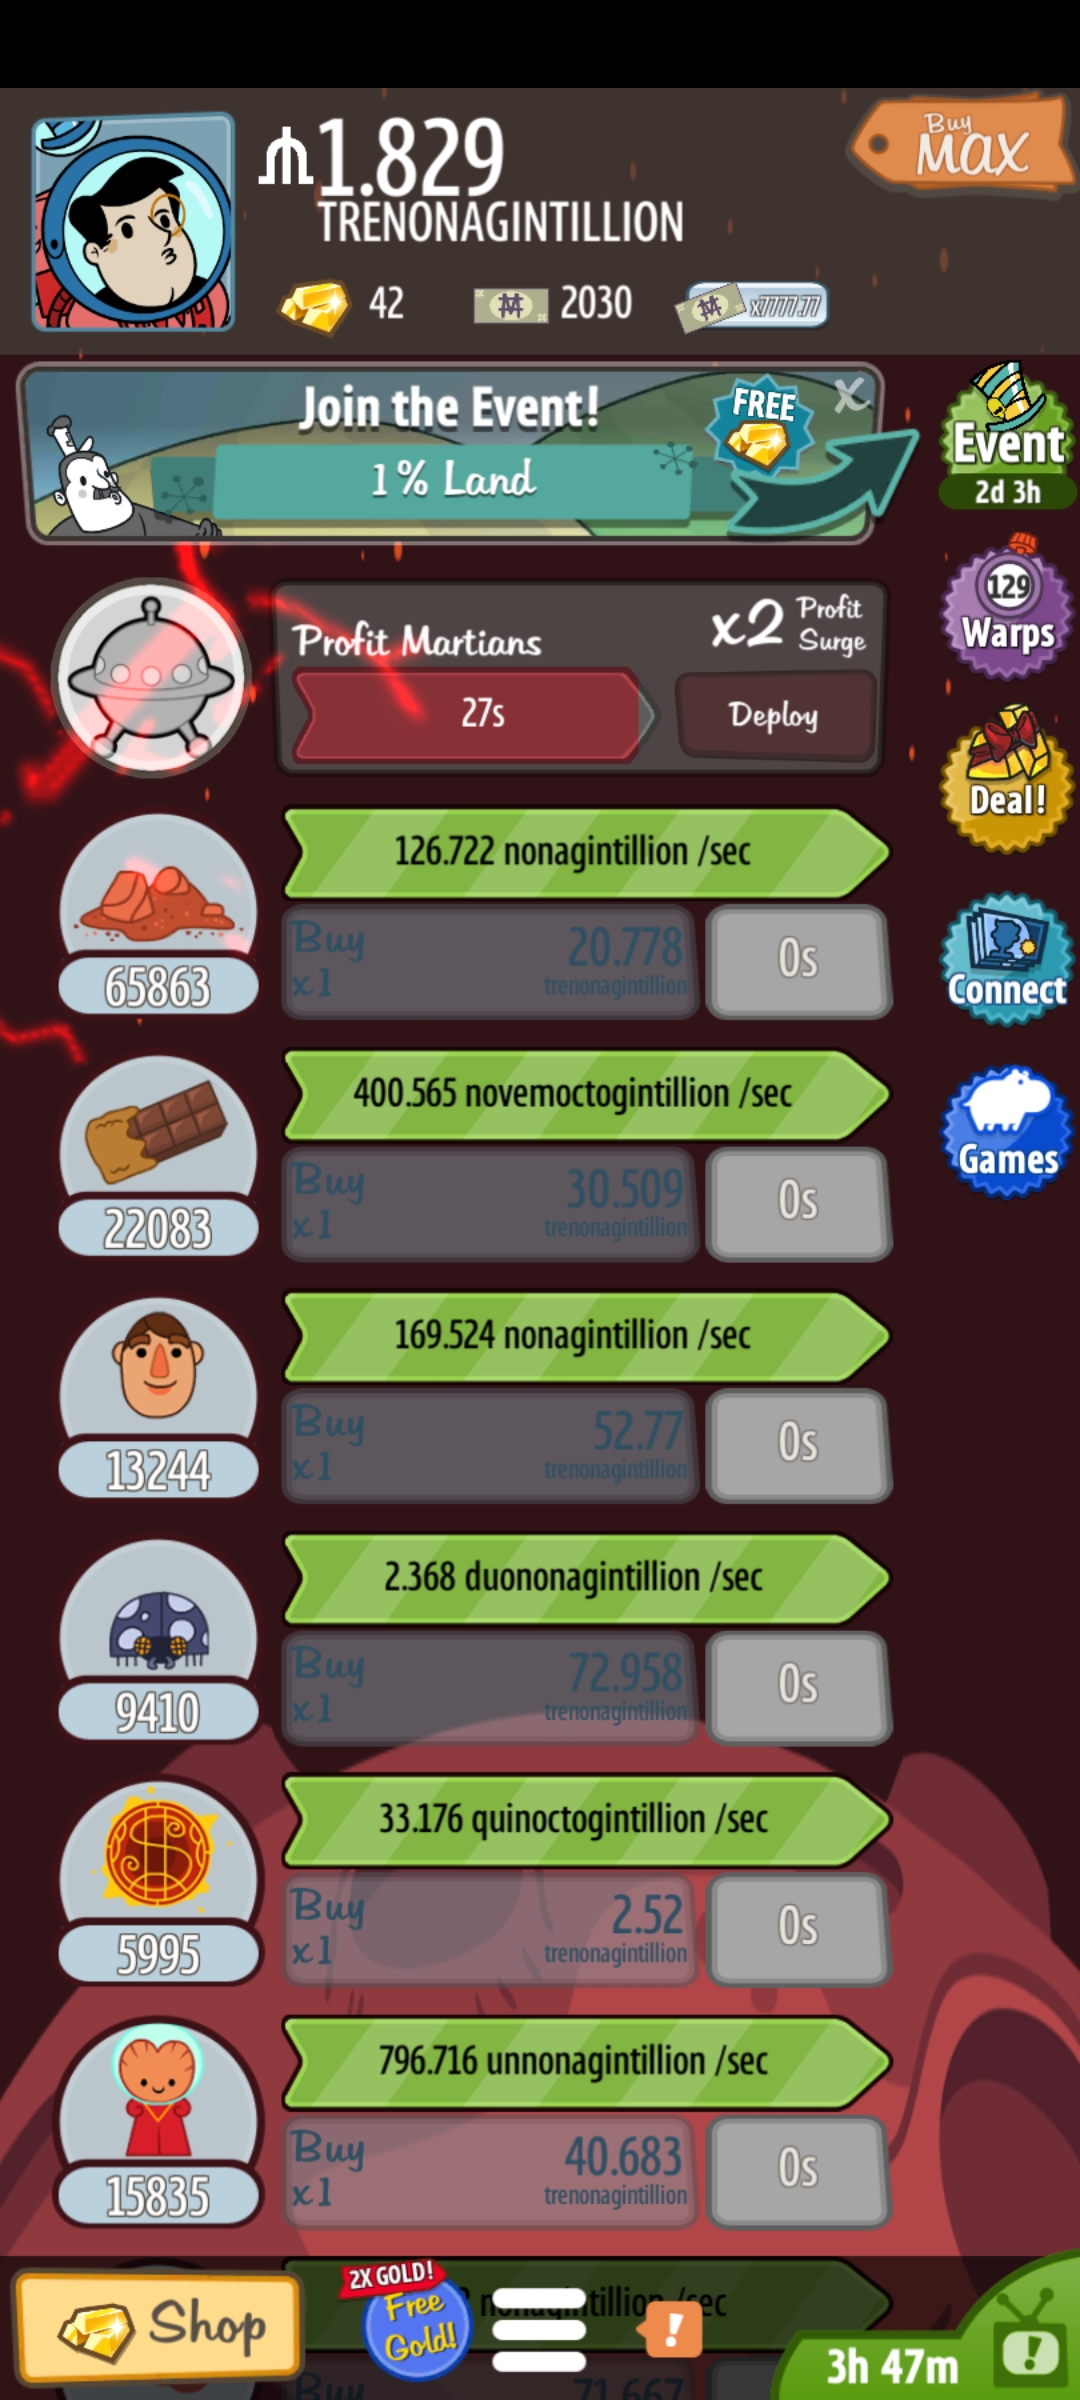 Buy
MAX
1.829
TRENONAGINTILLION
42
2030
x7777.77
Join the Event!
FREE
X
1% Land
Event
2d 3h
129
Warps
Profit Martians
x2 Profit
Surge
27s
Deploy
Deal!
126.722 nonagintillion /sec
Buy
x1
20.778
trenonagintillion
0s
65863
Connect
400.565 novemoctogintillion /sec
Buy
x1
30.509
trenonagintillion
0s
22083
Games
169.524 nonagintillion /sec
Buy
x1
52.77
trenonagintillion
0s
13244
2.368 duononagintillion /sec
Buy
x1
72.958
trenonagintillion
0s
9410
33.176 quinoctogintillion /sec
Buy
x1
2.52
trenonagintillion
0s
5995
796.716 unnonagintillion /sec
Buy
x1
40.683
trenonagintillion
0s
15835
Shop
2X GOLD!
Free
Gold!
!
3h 47m
!
Buy
71.667